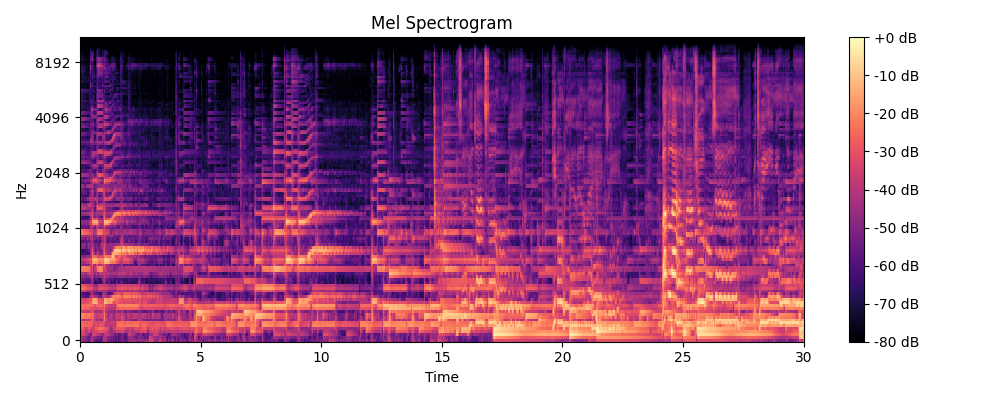 Mel Spectrogram
Hz
8192
4096
2048
1024
512
0
0 5 10 15 20 25 30
Time
+0 dB
-10 dB
-20 dB
-30 dB
-40 dB
-50 dB
-60 dB
-70 dB
-80 dB